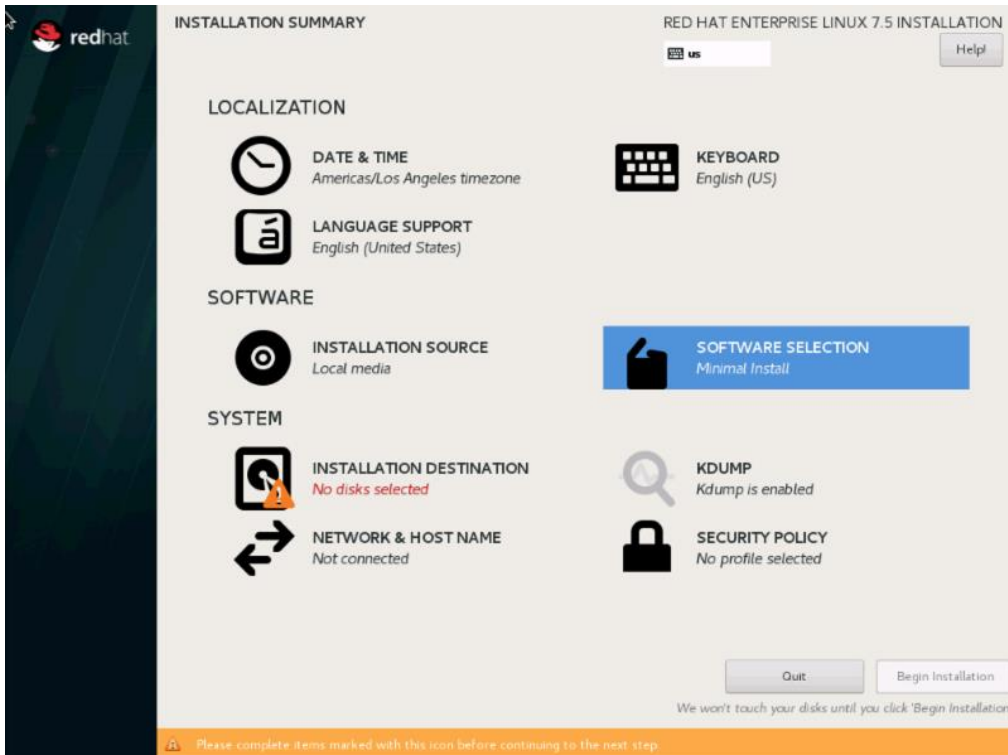 redhat
INSTALLATION SUMMARY
RED HAT ENTERPRISE LINUX 7.5 INSTALLATION
us
Help!
LOCALIZATION
DATE & TIME
Americas/Los Angeles timezone
KEYBOARD
English (US)
á
LANGUAGE SUPPORT
English (United States)
SOFTWARE
INSTALLATION SOURCE
Local media
SOFTWARE SELECTION
Minimal Install
SYSTEM
INSTALLATION DESTINATION
No disks selected
KDUMP
Kdump is enabled
NETWORK & HOST NAME
Not connected
SECURITY POLICY
No profile selected
Quit
Begin Installation
We won't touch your disks until you click 'Begin Installation
Please complete items marked with this icon before continuing to the next step.